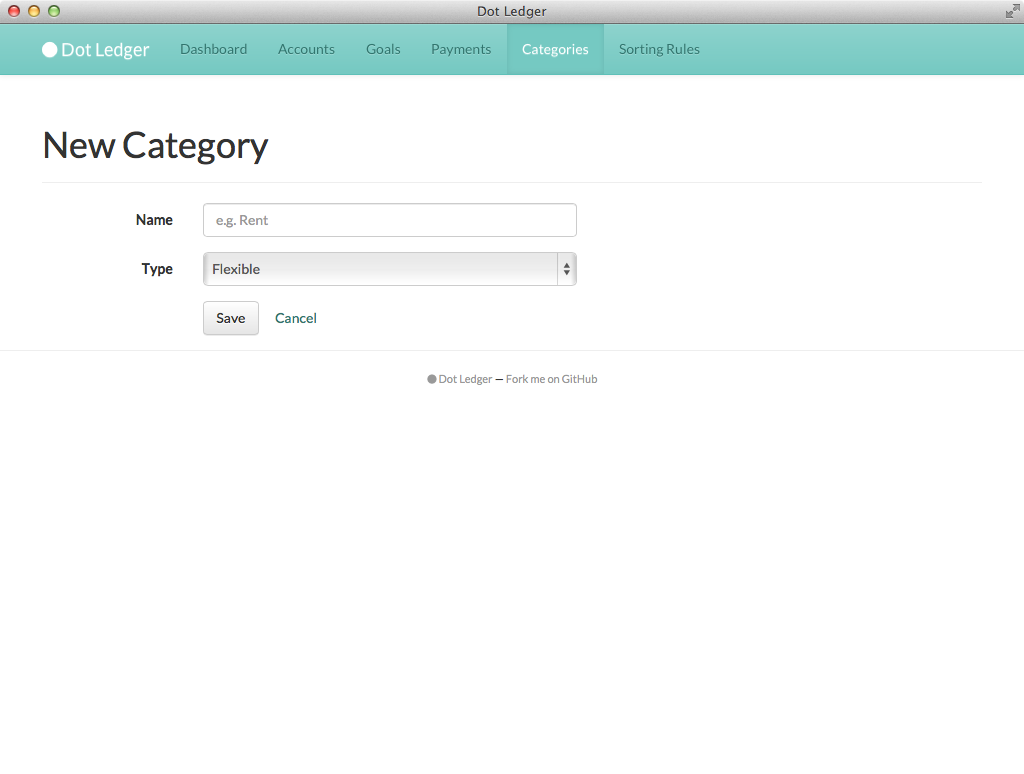 Dot Ledger
Dot Ledger Dashboard Accounts Goals Payments Categories Sorting Rules
New Category
Name e.g. Rent
Type Flexible
Save Cancel
Dot Ledger — Fork me on GitHub